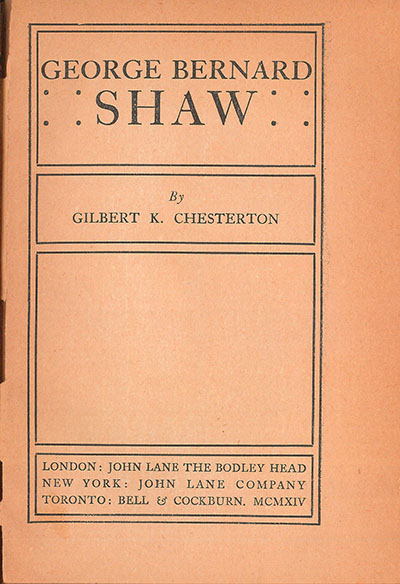 GEORGE BERNARD
: : SHAW : :
By
GILBERT K. CHESTERTON
LONDON: JOHN LANE THE BODLEY HEAD
NEW YORK: JOHN LANE COMPANY
TORONTO: BELL & COCKBURN. MCMXIV